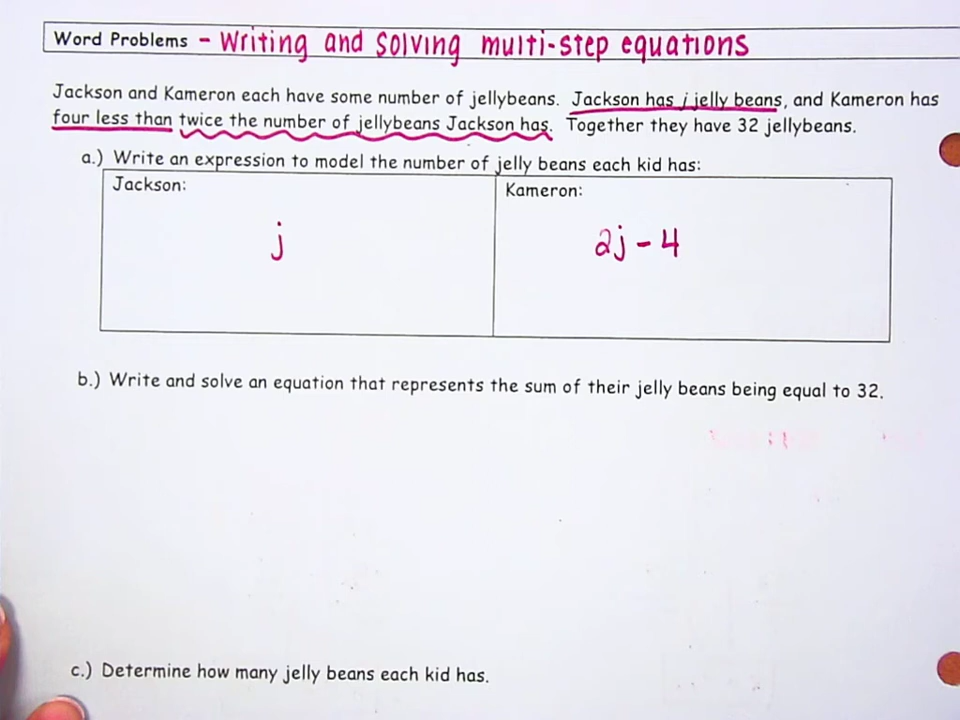 Word Problems - Writing and solving multi-step equations
Jackson and Kameron each have some number of jellybeans. Jackson has j jelly beans, and Kameron has
four less than twice the number of jellybeans Jackson has. Together they have 32 jellybeans.
a.) Write an expression to model the number of jelly beans each kid has:
Jackson:
Kameron:
j
2j - 4
b.) Write and solve an equation that represents the sum of their jelly beans being equal to 32.
c.) Determine how many jelly beans each kid has.